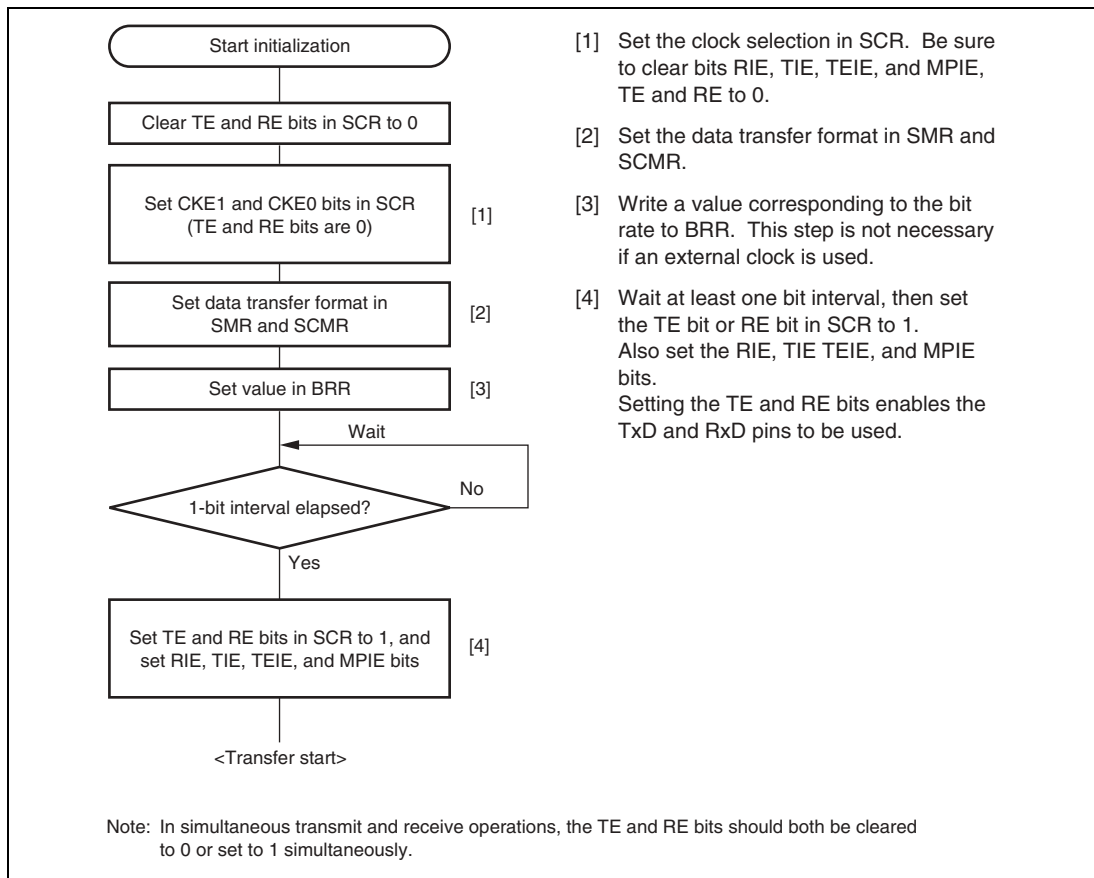 Start initialization
Clear TE and RE bits in SCR to 0
Set CKE1 and CKE0 bits in SCR
(TE and RE bits are 0)
[1]
Set data transfer format in
SMR and SCMR
[2]
Set value in BRR
[3]
Wait
1-bit interval elapsed?
No
Yes
Set TE and RE bits in SCR to 1, and
set RIE, TIE, TEIE, and MPIE bits
[4]
<Transfer start>
[1] Set the clock selection in SCR. Be sure
to clear bits RIE, TIE, TEIE, and MPIE,
TE and RE to 0.
[2] Set the data transfer format in SMR and
SCMR.
[3] Write a value corresponding to the bit
rate to BRR. This step is not necessary
if an external clock is used.
[4] Wait at least one bit interval, then set
the TE bit or RE bit in SCR to 1.
Also set the RIE, TIE TEIE, and MPIE
bits.
Setting the TE and RE bits enables the
TxD and RxD pins to be used.
Note: In simultaneous transmit and receive operations, the TE and RE bits should both be cleared
to 0 or set to 1 simultaneously.